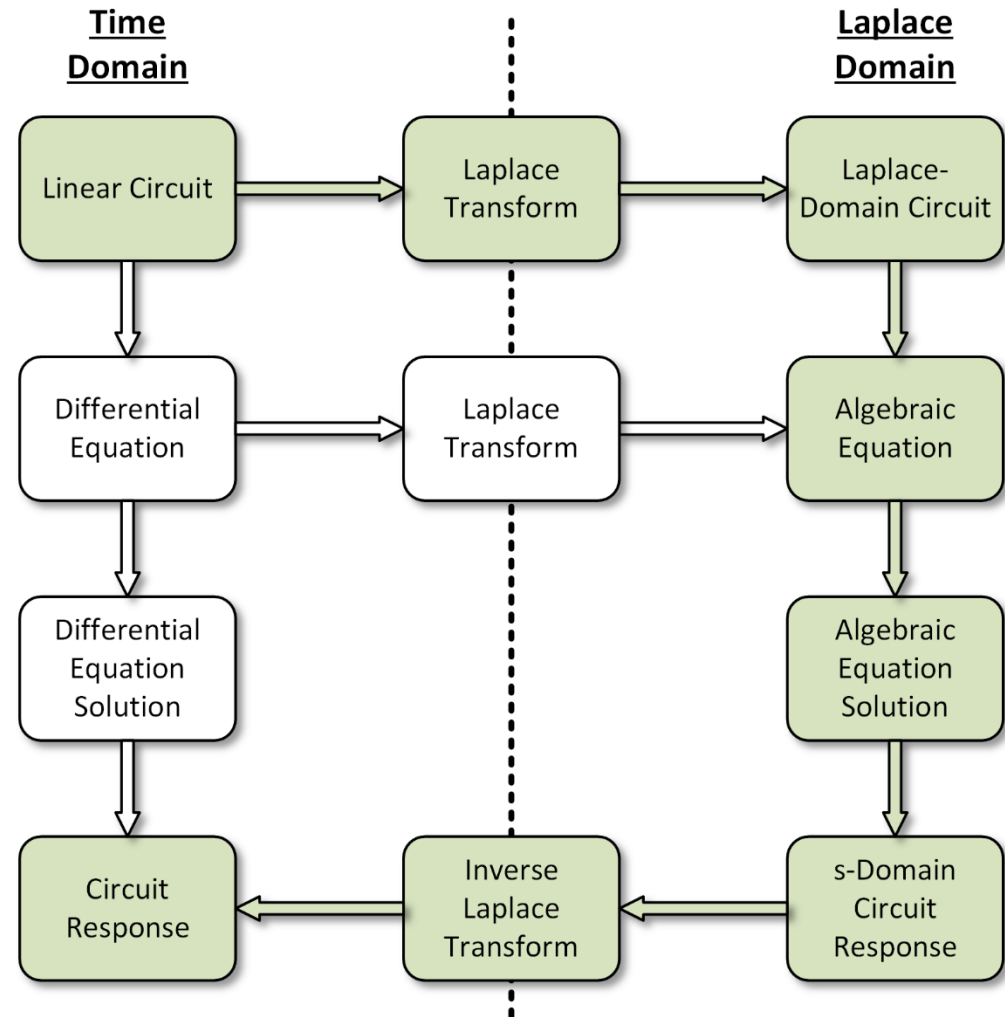 Time
Domain
Laplace
Domain
Linear Circuit
Laplace
Transform
Laplace-
Domain Circuit
Differential
Equation
Laplace
Transform
Algebraic
Equation
Differential
Equation
Solution
Algebraic
Equation
Solution
Circuit
Response
Inverse
Laplace
Transform
s-Domain
Circuit
Response